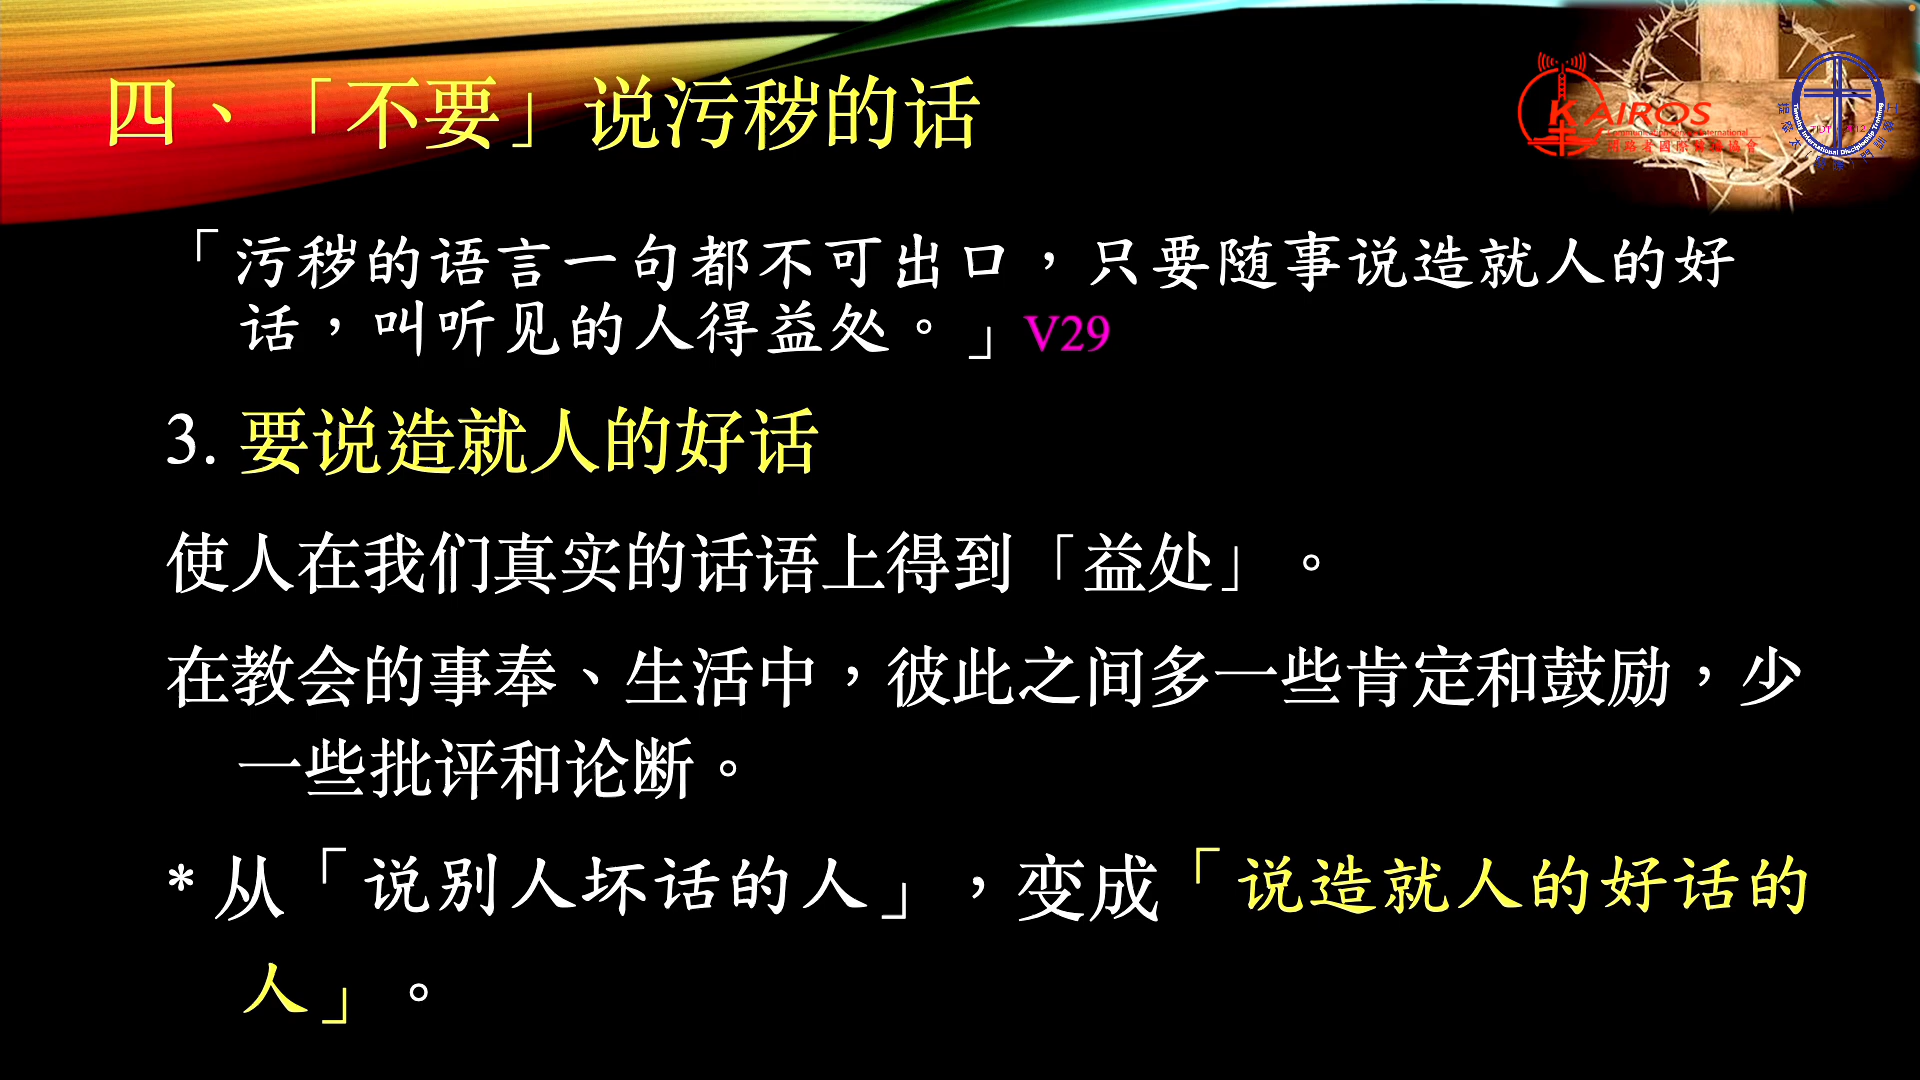 四、「不要」说污秽的话
KAIROS
Communication Service International
「污秽的语言一句都不可出口，只要随事说造就人的好
话，叫听见的人得益处。」V29
3. 要说造就人的好话
使人在我们真实的话语上得到「益处」。
在教会的事奉、生活中，彼此之间多一些肯定和鼓励，少
一些批评和论断。
* 从「说别人坏话的人」，变成「说造就人的好话的
人」。